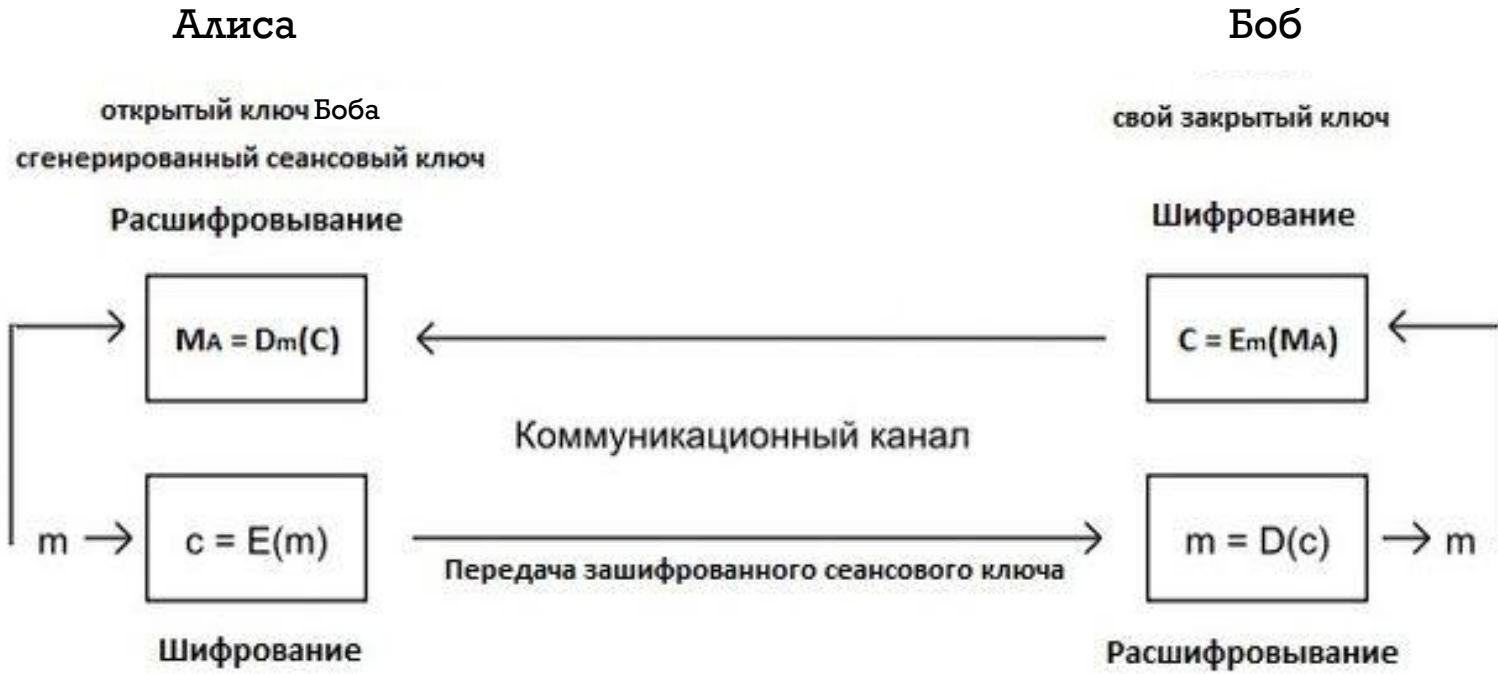 Алиса
Боб
открытый ключ Боба
сгенерированный сеансовый ключ
свой закрытый ключ
Расшифровывание
Шифрование
MA = Dm(C)
C = Em(MA)
Коммуникационный канал
m
c = E(m)
Передача зашифрованного сеансового ключа
m = D(c)
m
Шифрование
Расшифровывание